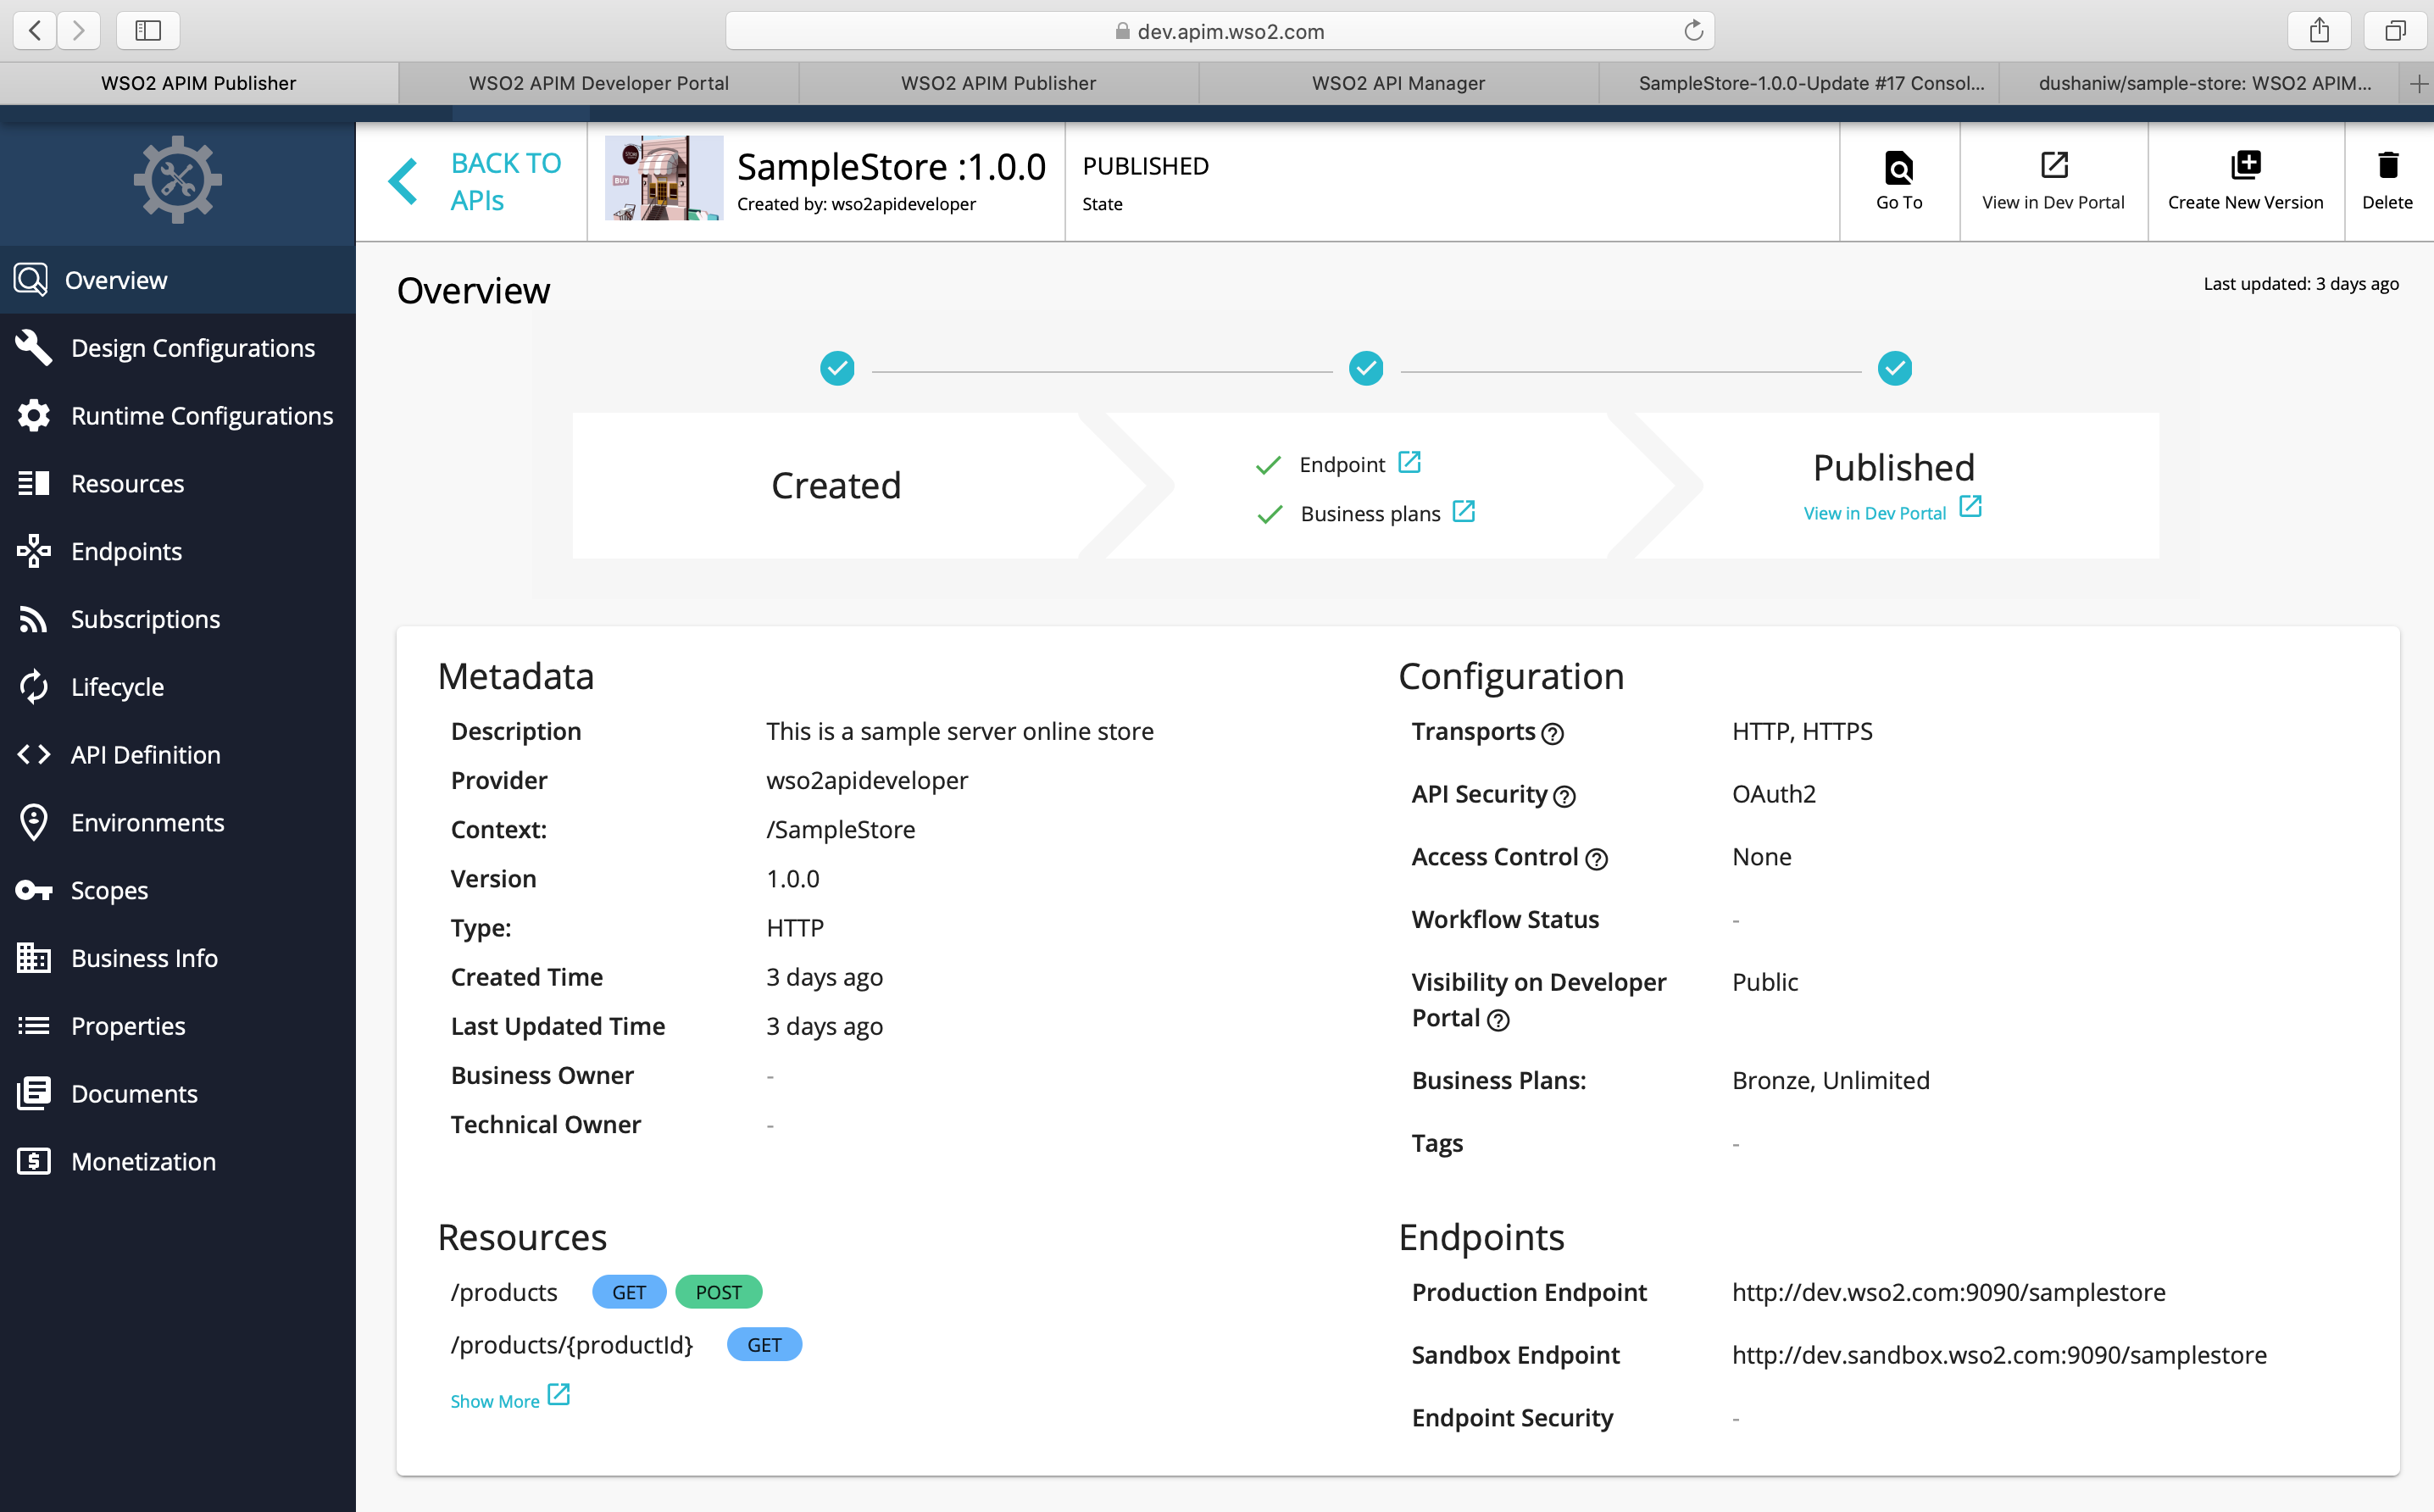 dev.apim.wso2.com
WSO2 APIM Publisher
WSO2 APIM Developer Portal
WSO2 APIM Publisher
WSO2 API Manager
SampleStore-1.0.0-Update #17 Consol...
dushaniw/sample-store: WSO2 APIM...
BACK TO
APIs
BUY
SampleStore :1.0.0
Created by: wso2apideveloper
PUBLISHED
State
Go To
View in Dev Portal
Create New Version
Delete
Overview
Design Configurations
Runtime Configurations
Resources
Endpoints
Subscriptions
Lifecycle
API Definition
Environments
Scopes
Business Info
Properties
Documents
Monetization
Overview
Last updated: 3 days ago
Created
Endpoint
Business plans
Published
View in Dev Portal
Metadata
Description This is a sample server online store
Provider wso2apideveloper
Context: /SampleStore
Version 1.0.0
Type: HTTP
Created Time 3 days ago
Last Updated Time 3 days ago
Business Owner -
Technical Owner -
Configuration
Transports HTTP, HTTPS
API Security OAuth2
Access Control None
Workflow Status -
Visibility on Developer Public
Portal
Business Plans: Bronze, Unlimited
Tags -
Resources
/products GET POST
/products/{productId} GET
Show More
Endpoints
Production Endpoint http://dev.wso2.com:9090/samplestore
Sandbox Endpoint http://dev.sandbox.wso2.com:9090/samplestore
Endpoint Security -